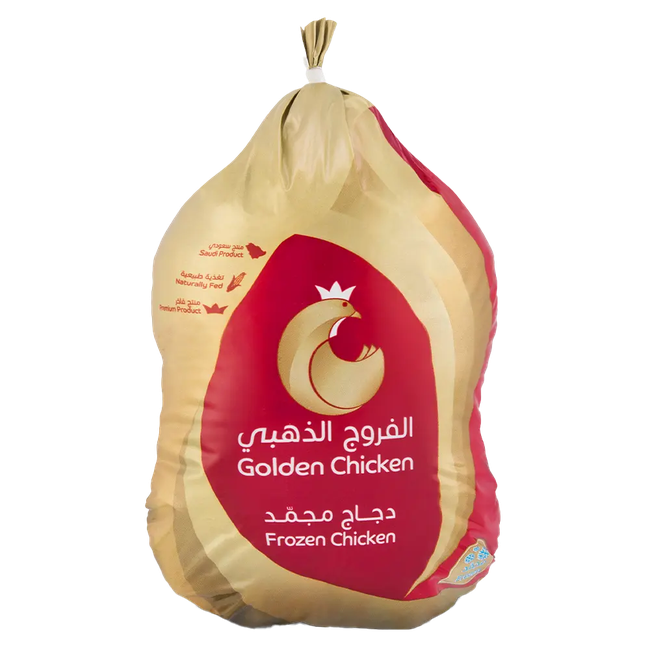 منتج سعودي
Saudi Product
تغذية طبيعية
Naturally Fed
منتج فاخر
Premium Product
الفروج الذهبي
Golden Chicken
دجاج مجمّد
Frozen Chicken